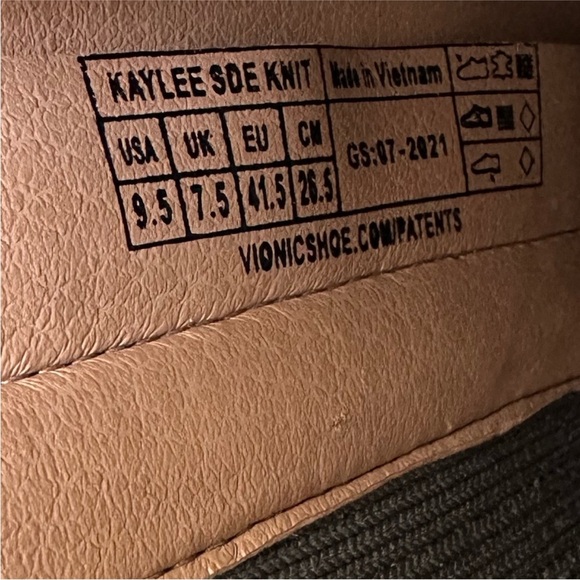 KAYLEE SDE KNIT Made in Vietnam
USA UK EU CM GS:07-2021
9.5 7.5 41.5 26.5
VIONICSHOE.COM/PATENTS